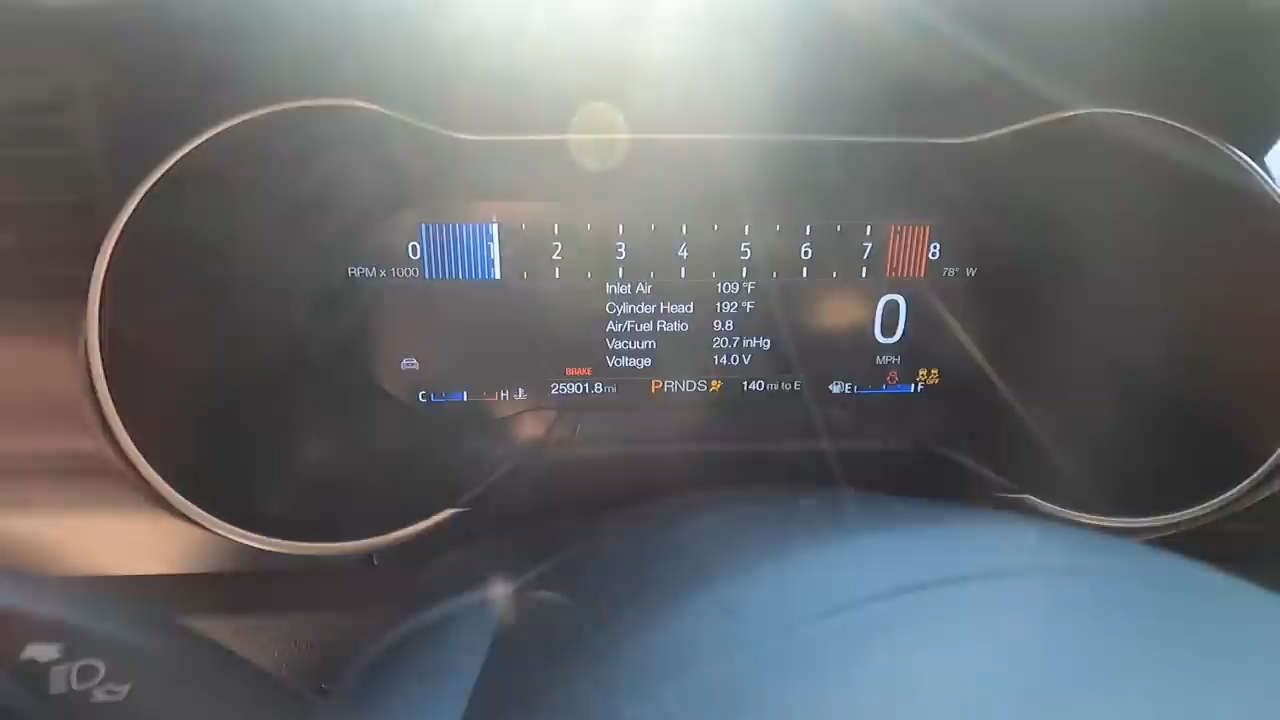 0 1 2 3 4 5 6 7 8
RPM x 1000
78° W
Inlet Air 109 °F
Cylinder Head 192 °F
Air/Fuel Ratio 9.8
Vacuum 20.7 inHg
Voltage 14.0 V
0
MPH
BRAKE
C H
25901.8 mi
PRNDS
140 mi to E
E F
OFF